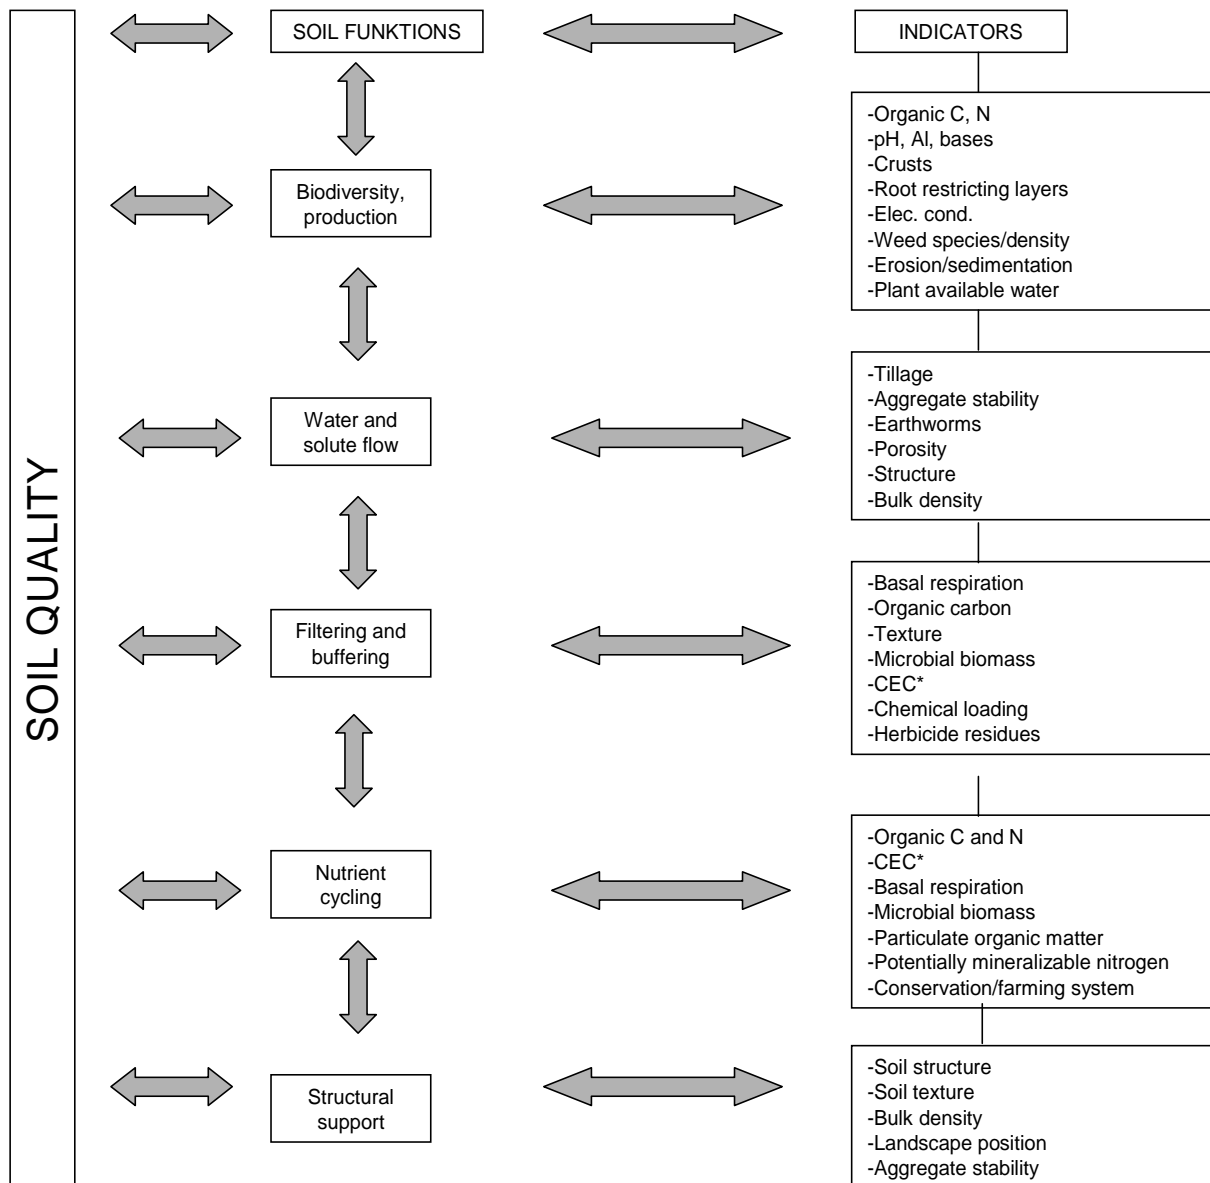 SOIL QUALITY
SOIL FUNKTIONS
INDICATORS
Biodiversity,
production
-Organic C, N
-pH, Al, bases
-Crusts
-Root restricting layers
-Elec. cond.
-Weed species/density
-Erosion/sedimentation
-Plant available water
Water and
solute flow
-Tillage
-Aggregate stability
-Earthworms
-Porosity
-Structure
-Bulk density
Filtering and
buffering
-Basal respiration
-Organic carbon
-Texture
-Microbial biomass
-CEC*
-Chemical loading
-Herbicide residues
Nutrient
cycling
-Organic C and N
-CEC*
-Basal respiration
-Microbial biomass
-Particulate organic matter
-Potentially mineralizable nitrogen
-Conservation/farming system
Structural
support
-Soil structure
-Soil texture
-Bulk density
-Landscape position
-Aggregate stability